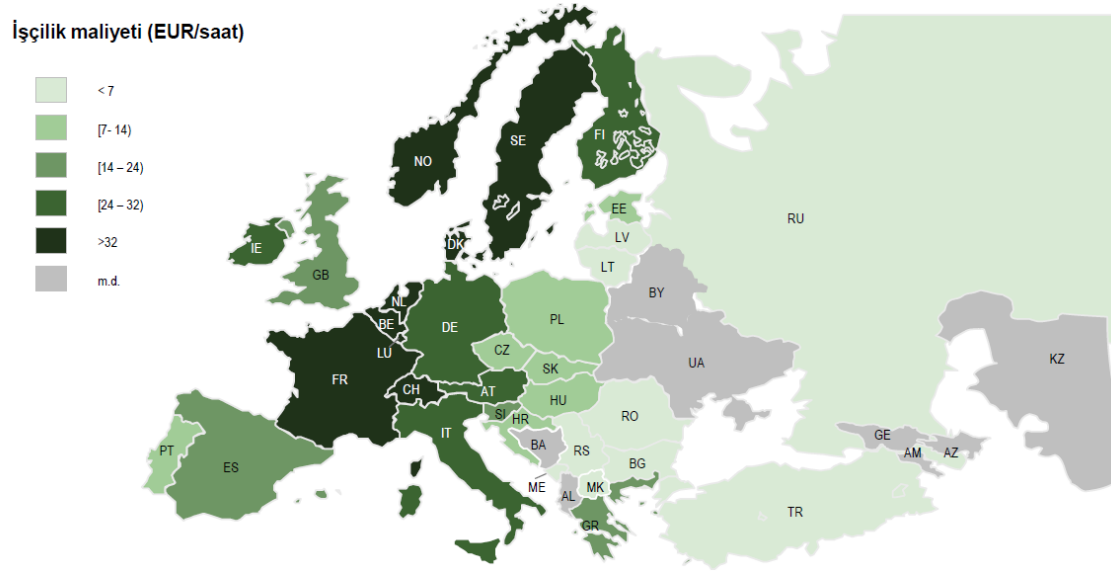 İşçilik maliyeti (EUR/saat)
< 7
[7- 14)
[14 – 24)
[24 – 32)
>32
m.d.
NO
SE
FI
RU
EE
LV
LT
IE
GB
DK
NL
BE
LU
DE
PL
BY
UA
KZ
CZ
SK
FR
CH
AT
HU
SI
HR
RO
IT
BA
RS
BG
GE
AM
AZ
PT
ES
ME
MK
AL
GR
TR